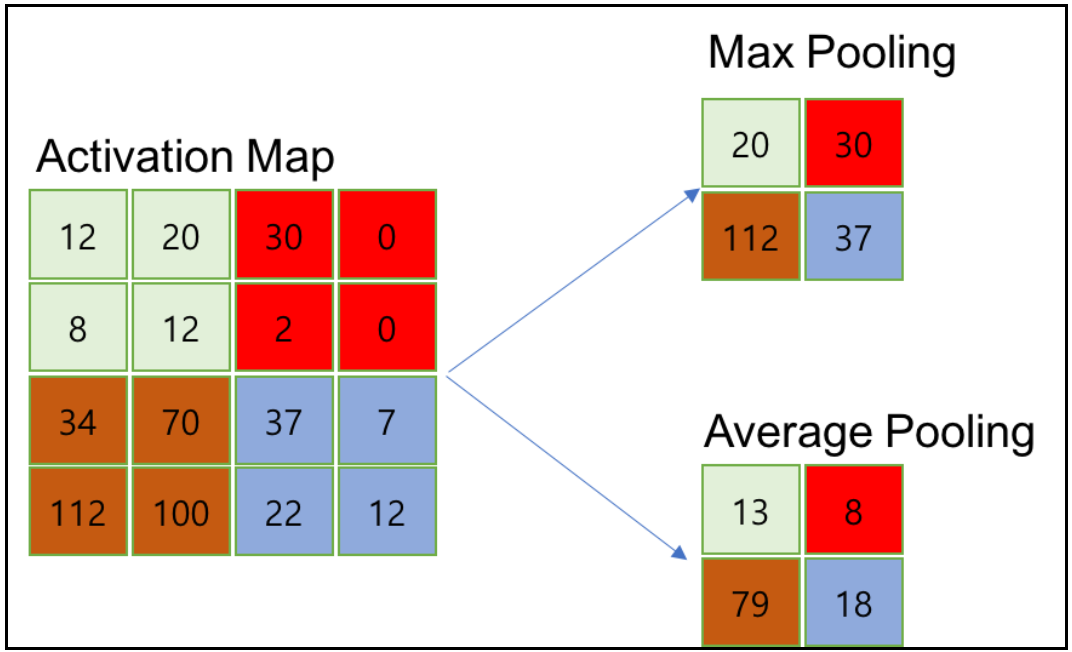 Max Pooling
20 30
112 37
Activation Map
12 20 30 0
8 12 2 0
34 70 37 7
112 100 22 12
Average Pooling
13 8
79 18